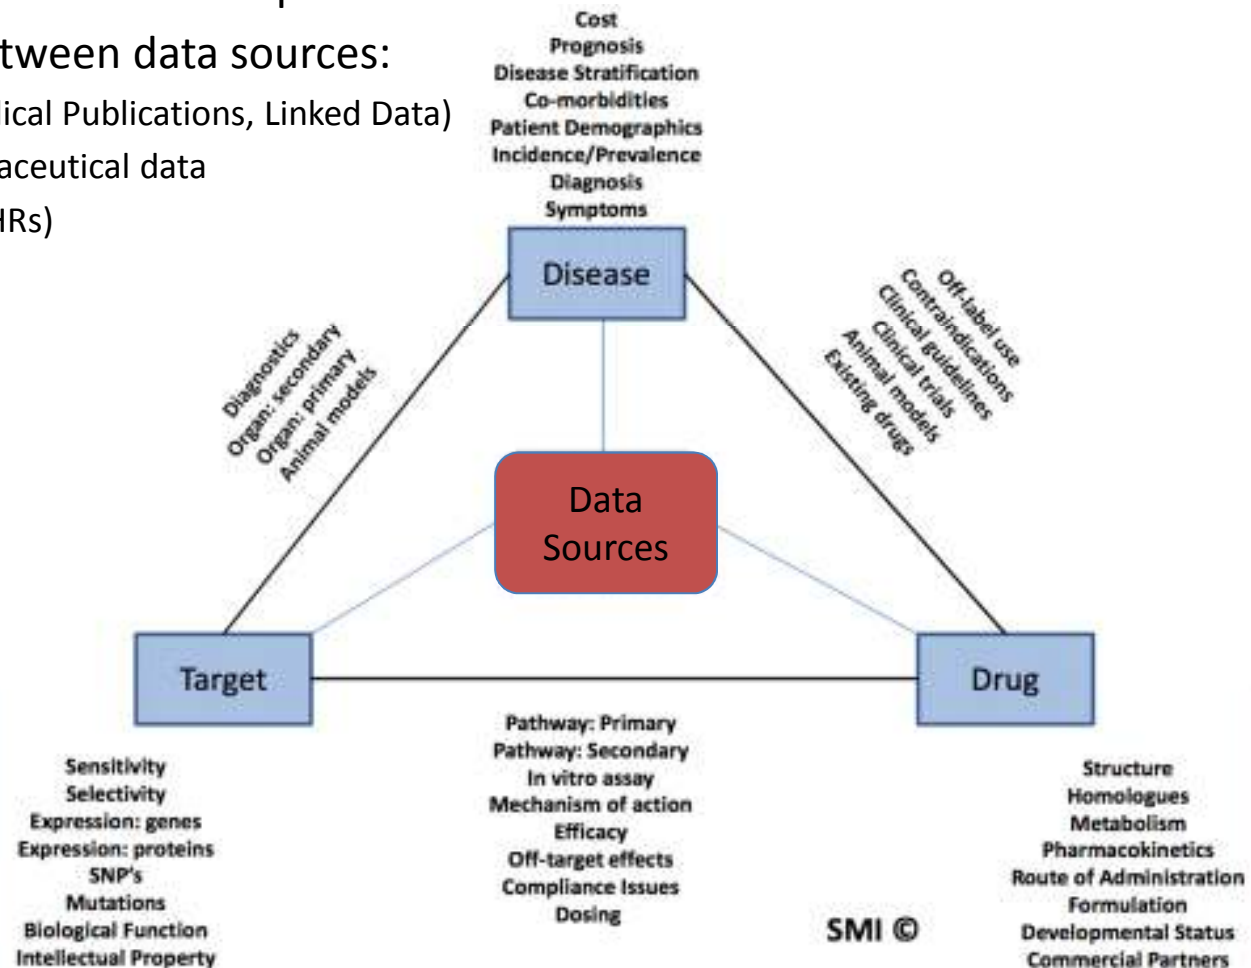 tween data sources:
lical Publications, Linked Data)
aceutical data
HRs)
Cost
Prognosis
Disease Stratification
Co-morbidities
Patient Demographics
Incidence/Prevalence
Diagnosis
Symptoms
Disease
Diagnostics
Organ: secondary
Organ: primary
Animal models
Off-label use
Contraindications
Clinical guidelines
Clinical trials
Animal models
Existing drugs
Data
Sources
Target
Drug
Pathway: Primary
Pathway: Secondary
In vitro assay
Mechanism of action
Efficacy
Off-target effects
Compliance Issues
Dosing
Sensitivity
Selectivity
Expression: genes
Expression: proteins
SNP's
Mutations
Biological Function
Intellectual Property
SMI ©
Structure
Homologues
Metabolism
Pharmacokinetics
Route of Administration
Formulation
Developmental Status
Commercial Partners